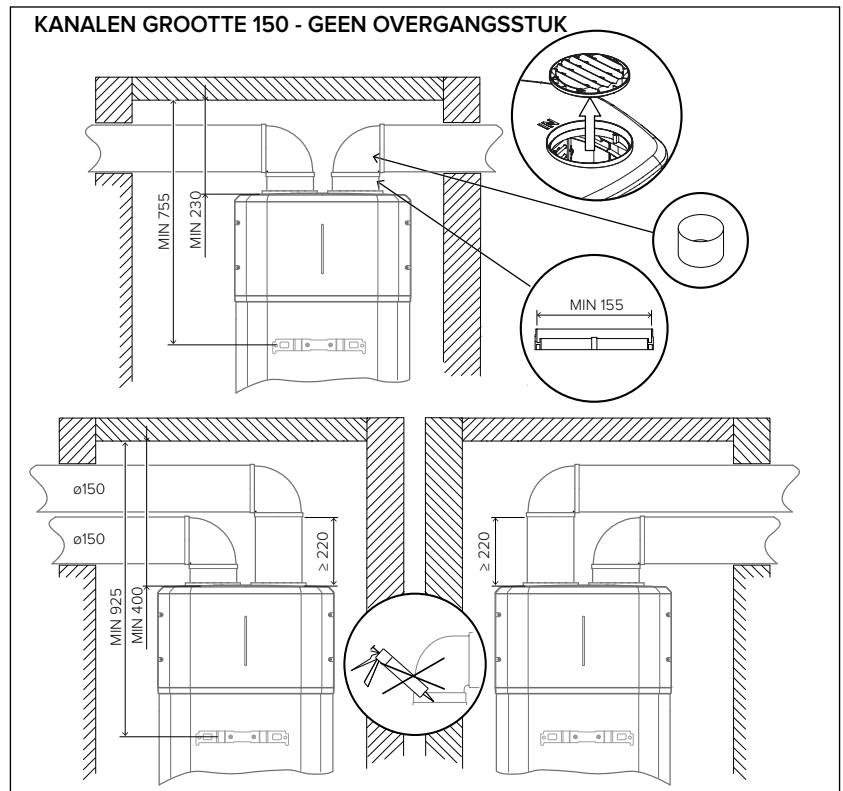 KANALEN GROOTTE 150 - GEEN OVERGANGSSTUK
MIN 755
MIN 230
MIN 155
ø150
ø150
≥ 220
MIN 925
MIN 400
≥ 220